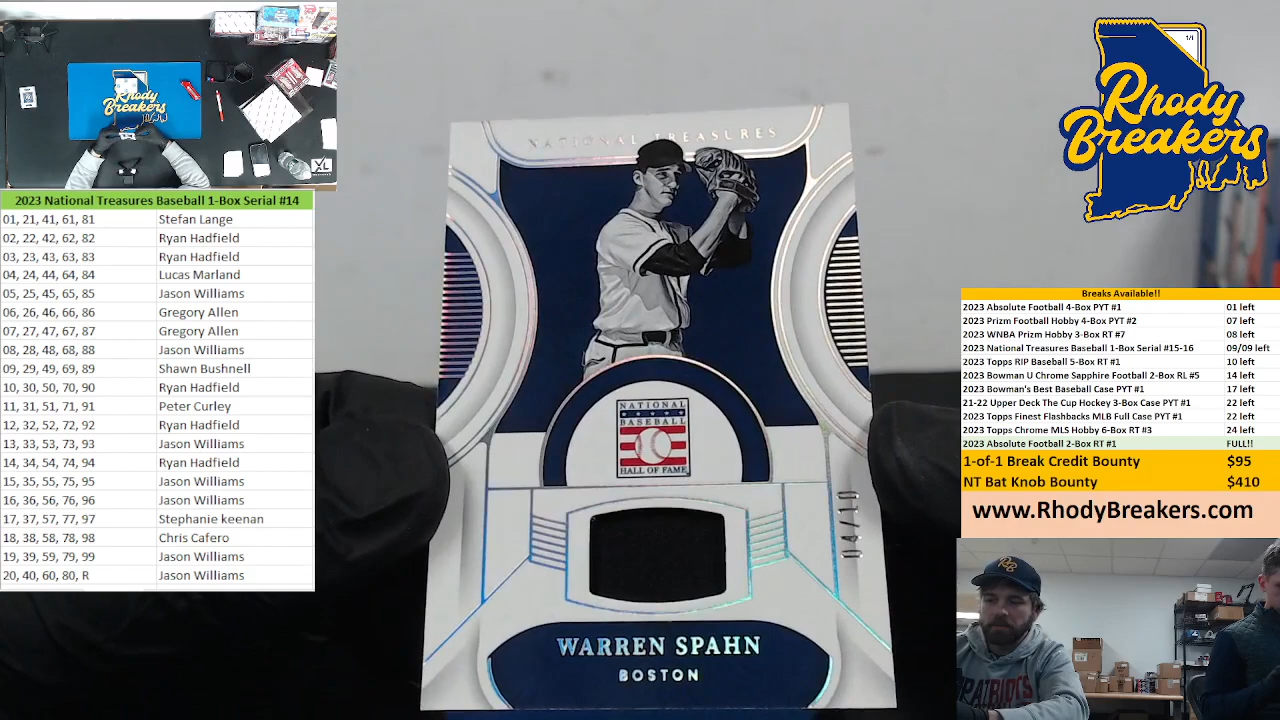 Rhody
Breakers
XL
2023 National Treasures Baseball 1-Box Serial #14
01, 21, 41, 61, 81 Stefan Lange
02, 22, 42, 62, 82 Ryan Hadfield
03, 23, 43, 63, 83 Ryan Hadfield
04, 24, 44, 64, 84 Lucas Marland
05, 25, 45, 65, 85 Jason Williams
06, 26, 46, 66, 86 Gregory Allen
07, 27, 47, 67, 87 Gregory Allen
08, 28, 48, 68, 88 Jason Williams
09, 29, 49, 69, 89 Shawn Bushnell
10, 30, 50, 70, 90 Ryan Hadfield
11, 31, 51, 71, 91 Peter Curley
12, 32, 52, 72, 92 Ryan Hadfield
13, 33, 53, 73, 93 Jason Williams
14, 34, 54, 74, 94 Ryan Hadfield
15, 35, 55, 75, 95 Jason Williams
16, 36, 56, 76, 96 Jason Williams
17, 37, 57, 77, 97 Stephanie keenan
18, 38, 58, 78, 98 Chris Cafero
19, 39, 59, 79, 99 Jason Williams
20, 40, 60, 80, R Jason Williams
NATIONAL TREASURES
NATIONAL
BASEBALL
HALL OF FAME
04/10
WARREN SPAHN
BOSTON
1/1
Rhody
Breakers
Breaks Available!!
2023 Absolute Football 4-Box PYT #1 01 left
2023 Prizm Football Hobby 4-Box PYT #2 07 left
2023 WNBA Prizm Hobby 3-Box RT #7 08 left
2023 National Treasures Baseball 1-Box Serial #15-16 09/09 left
2023 Topps RIP Baseball 5-Box RT #1 10 left
2023 Bowman U Chrome Sapphire Football 2-Box RL #5 14 left
2023 Bowman's Best Baseball Case PYT #1 17 left
21-22 Upper Deck The Cup Hockey 3-Box Case PYT #1 22 left
2023 Topps Finest Flashbacks MLB Full Case PYT #1 22 left
2023 Topps Chrome MLS Hobby 6-Box RT #3 24 left
2023 Absolute Football 2-Box RT #1 FULL!!
1-of-1 Break Credit Bounty $95
NT Bat Knob Bounty $410
www.RhodyBreakers.com
RB
PATRIOTS